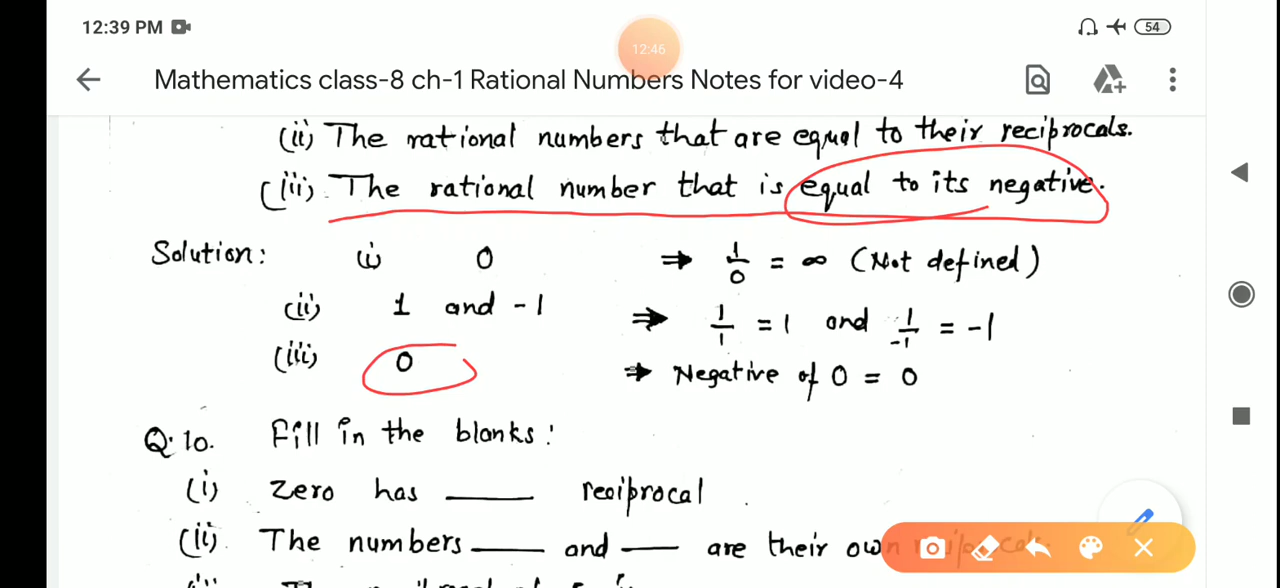 12:39 PM
12:46
54
Mathematics class-8 ch-1 Rational Numbers Notes for video-4
(ii) The rational numbers that are equal to their reciprocals.
(iii) The rational number that is equal to its negative.
Solution: (i) 0 ⇒ 1/0 = ∞ (Not defined)
(ii) 1 and -1 ⇒ 1/1 = 1 and 1/-1 = -1
(iii) 0 ⇒ Negative of 0 = 0
Q.10. Fill in the blanks:
(i) Zero has ____ reciprocal
(ii). The numbers ____ and ____ are their own